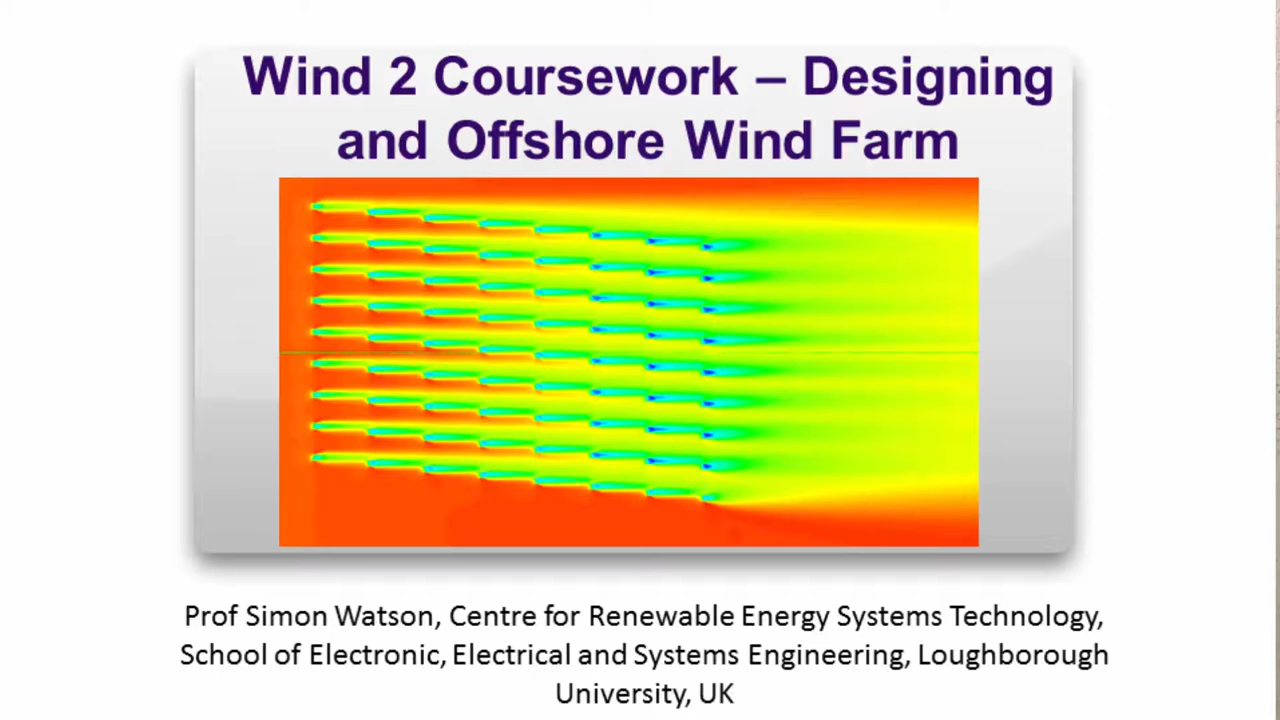 Wind 2 Coursework – Designing
and Offshore Wind Farm
Prof Simon Watson, Centre for Renewable Energy Systems Technology,
School of Electronic, Electrical and Systems Engineering, Loughborough
University, UK